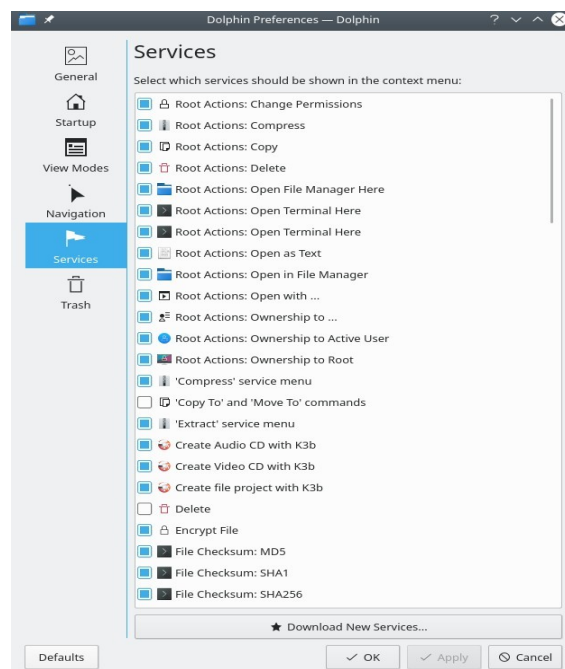 Dolphin Preferences — Dolphin
General
Startup
View Modes
Navigation
Services
Trash
Services
Select which services should be shown in the context menu:
Root Actions: Change Permissions
Root Actions: Compress
Root Actions: Copy
Root Actions: Delete
Root Actions: Open File Manager Here
Root Actions: Open Terminal Here
Root Actions: Open Terminal Here
Root Actions: Open as Text
Root Actions: Open in File Manager
Root Actions: Open with ...
Root Actions: Ownership to ...
Root Actions: Ownership to Active User
Root Actions: Ownership to Root
'Compress' service menu
'Copy To' and 'Move To' commands
'Extract' service menu
Create Audio CD with K3b
Create Video CD with K3b
Create file project with K3b
Delete
Encrypt File
File Checksum: MD5
File Checksum: SHA1
File Checksum: SHA256
Download New Services...
Defaults
OK
Apply
Cancel